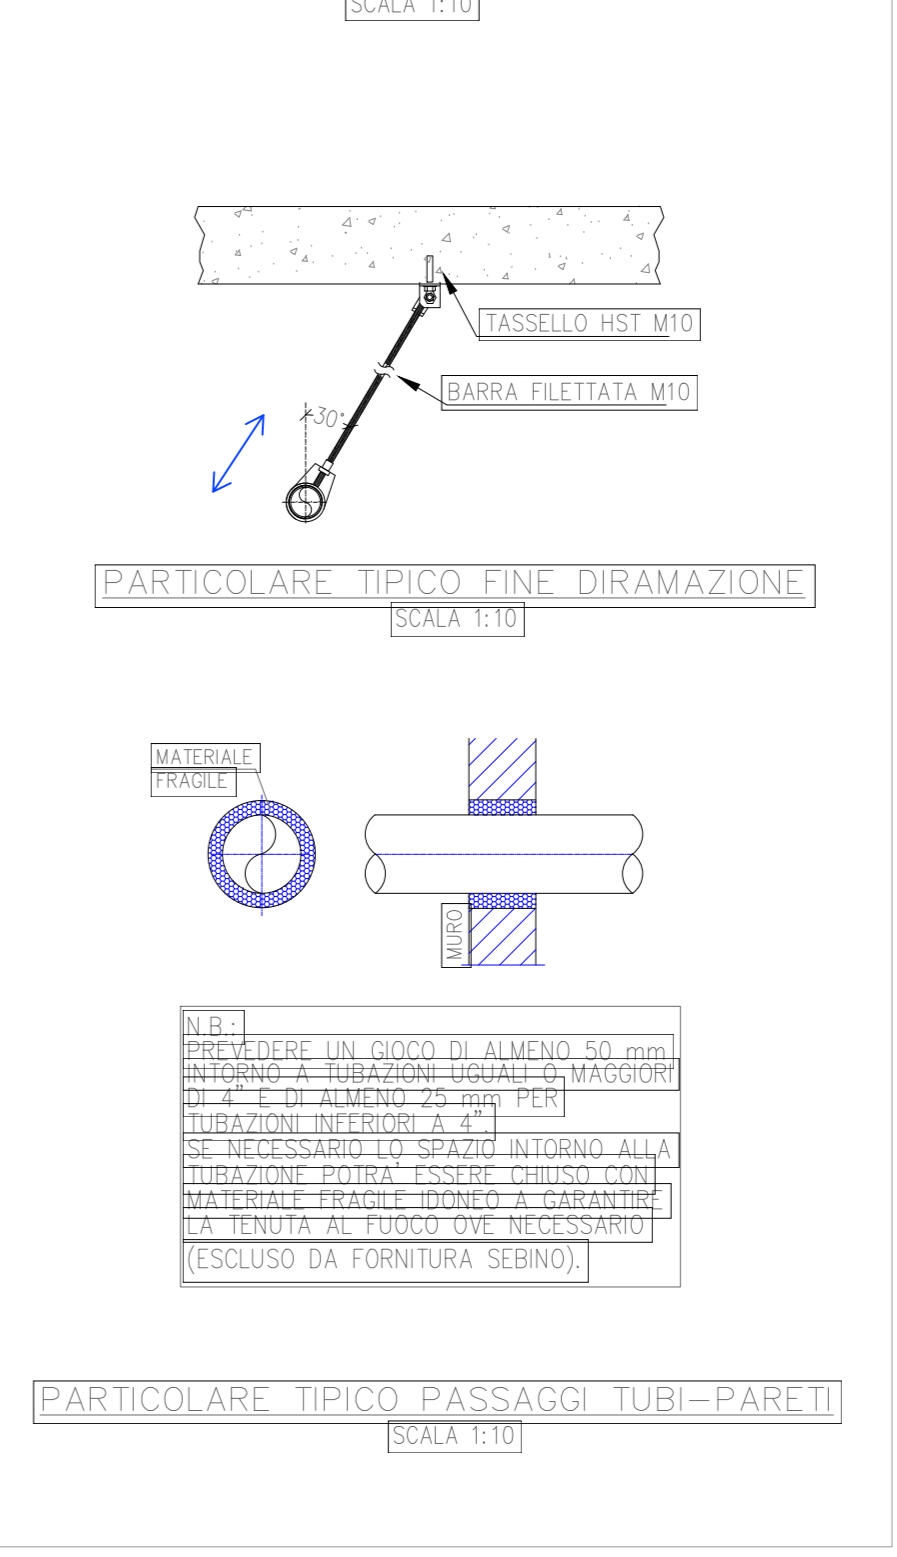 SCALA 1:10
TASSELLO HST M10
BARRA FILETTATA M10
30°
PARTICOLARE TIPICO FINE DIRAMAZIONE
SCALA 1:10
MATERIALE
FRAGILE
MURO
N.B.:
PREVEDERE UN GIOCO DI ALMENO 50 mm
INTORNO A TUBAZIONI UGUALI O MAGGIORI
DI 4" E DI ALMENO 25 mm PER
TUBAZIONI INFERIORI A 4".
SE NECESSARIO LO SPAZIO INTORNO ALLA
TUBAZIONE POTRA' ESSERE CHIUSO CON
MATERIALE FRAGILE IDONEO A GARANTIRE
LA TENUTA AL FUOCO OVE NECESSARIO
(ESCLUSO DA FORNITURA SEBINO).
PARTICOLARE TIPICO PASSAGGI TUBI-PARETI
SCALA 1:10